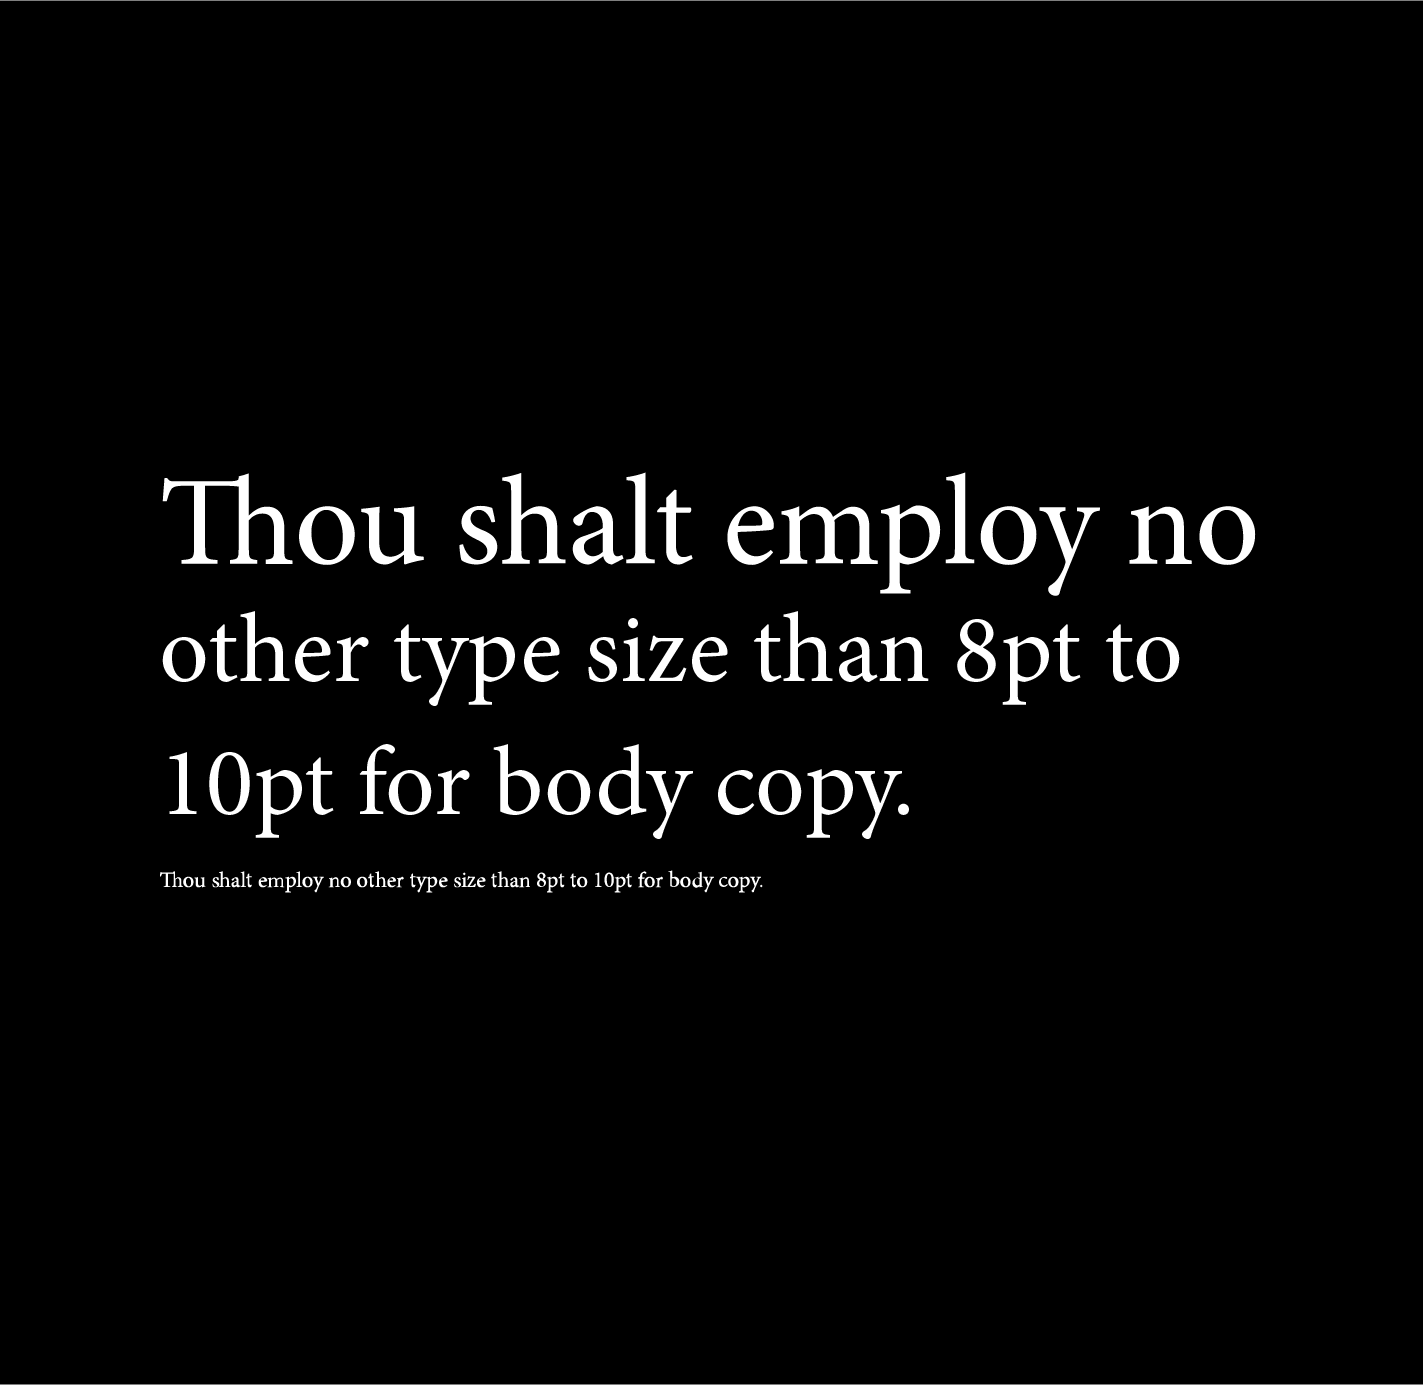 Thou shalt employ no
other type size than 8pt to
10pt for body copy.
Thou shalt employ no other type size than 8pt to 10pt for body copy.